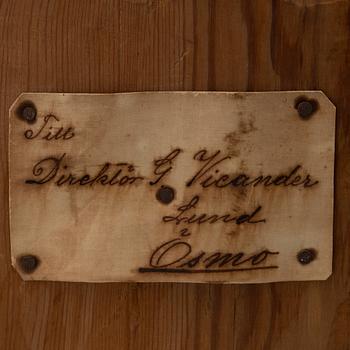 Till
Direktör G. Vicander
Lund
Ösmo